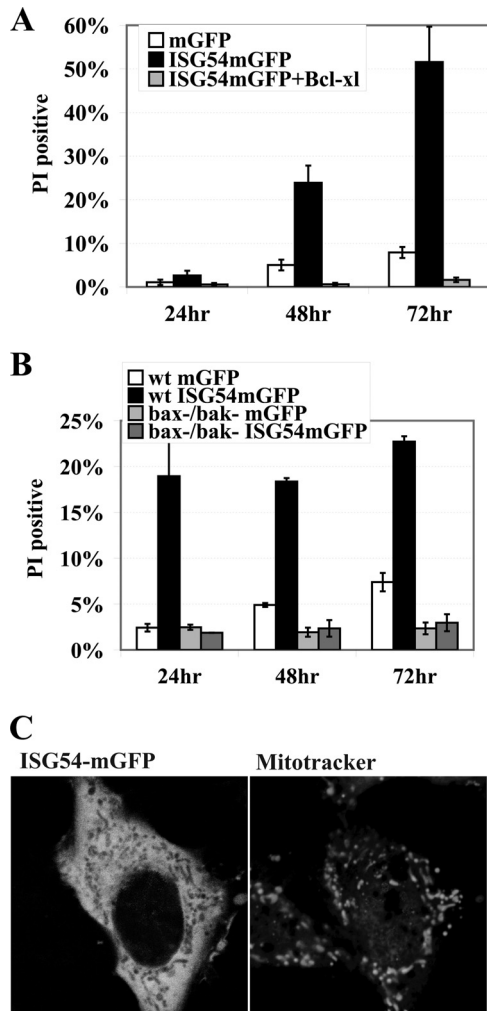 A
60%
50%
40%
30%
20%
10%
0%
PI positive
mGFP
ISG54mGFP
ISG54mGFP+Bcl-xl
24hr 48hr 72hr
B
wt mGFP
wt ISG54mGFP
bax-/bak- mGFP
bax-/bak- ISG54mGFP
25%
20%
15%
10%
5%
0%
PI positive
24hr 48hr 72hr
C
ISG54-mGFP Mitotracker